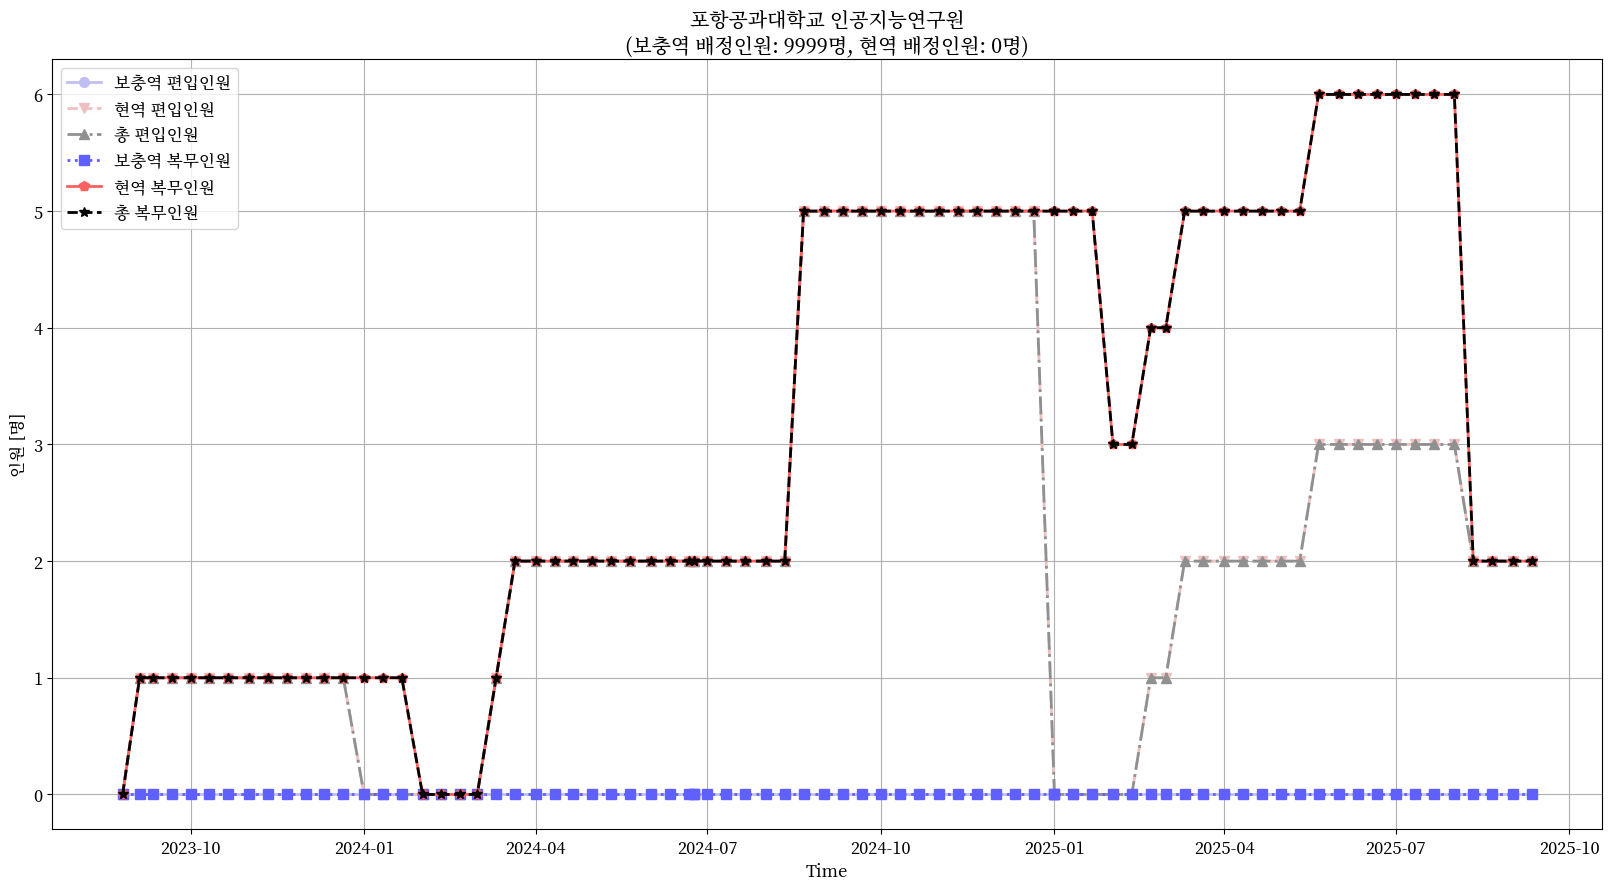 포항공과대학교 인공지능연구원
(보충역 배정인원: 9999명, 현역 배정인원: 0명)
보충역 편입인원
현역 편입인원
총 편입인원
보충역 복무인원
현역 복무인원
총 복무인원
인원 [명]
6
5
4
3
2
1
0
2023-10
2024-01
2024-04
2024-07
2024-10
2025-01
2025-04
2025-07
2025-10
Time